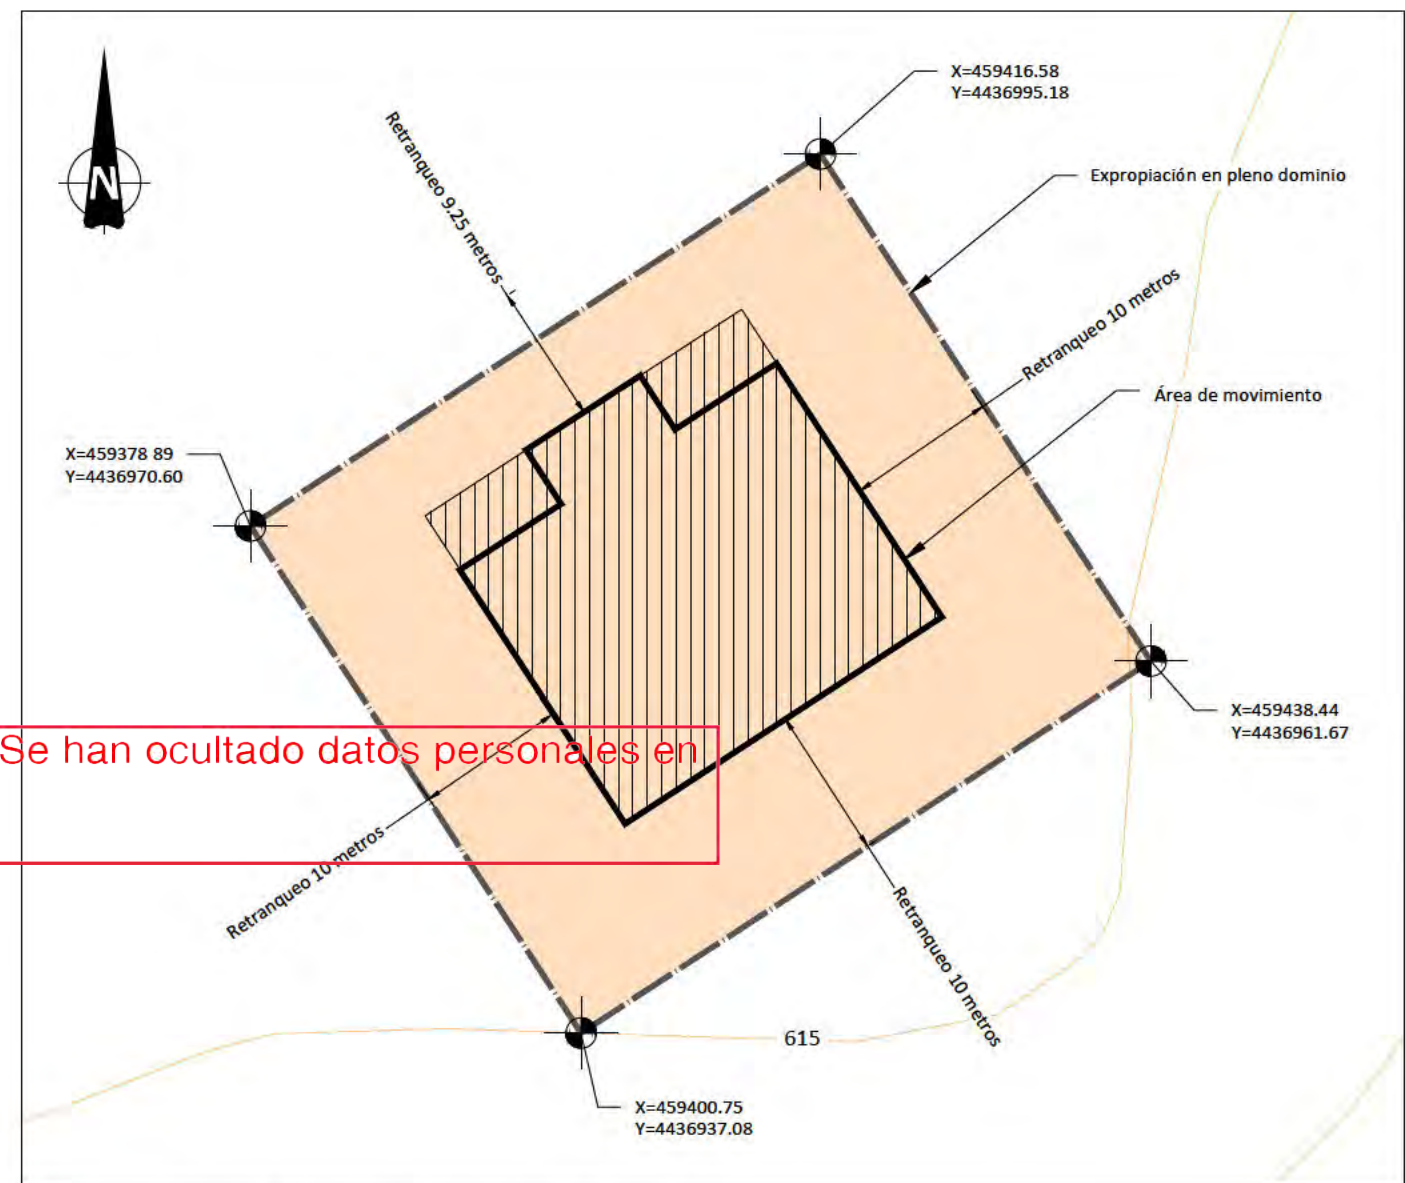 X=459416.58
Y=4436995.18
N
Retranqueo 9.25 metros
Expropiación en pleno dominio
Retranqueo 10 metros
Área de movimiento
X=459378 89
Y=4436970.60
X=459438.44
Y=4436961.67
Se han ocultado datos personales en
Retranqueo 10 metros
Retranqueo 10 metros
615
X=459400.75
Y=4436937.08